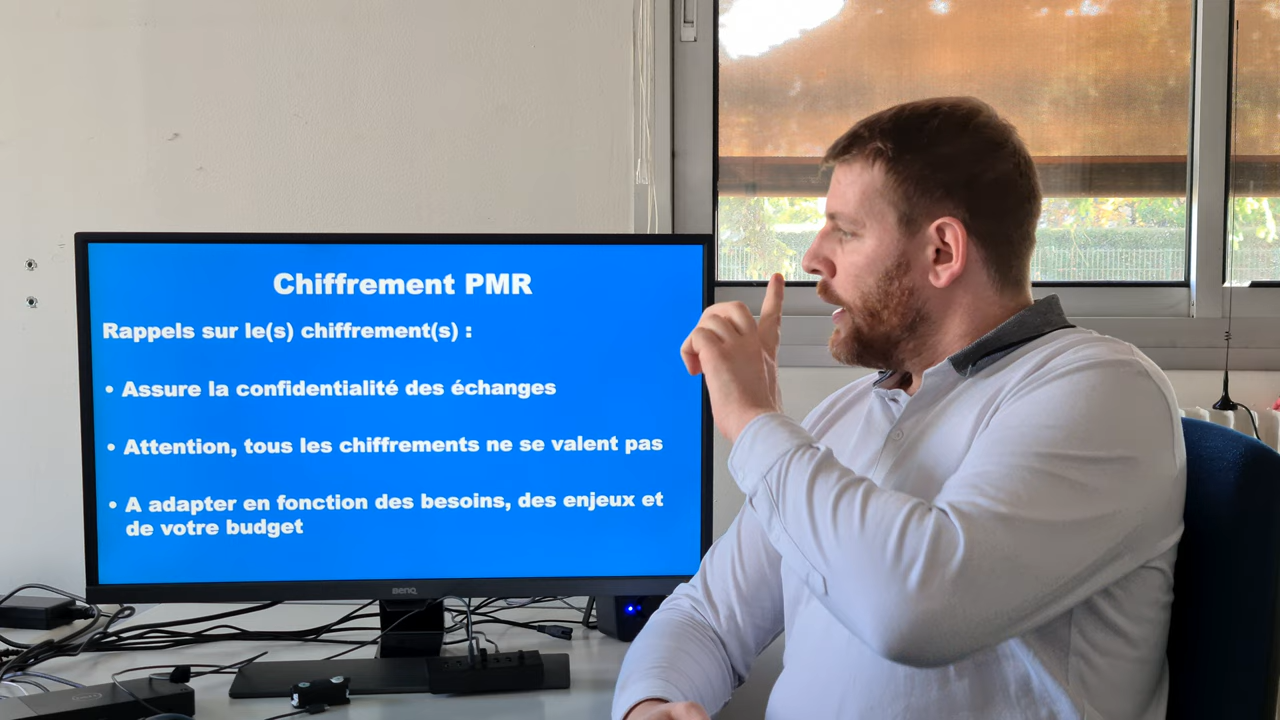 Chiffrement PMR
Rappels sur le(s) chiffrement(s) :
• Assure la confidentialité des échanges
• Attention, tous les chiffrements ne se valent pas
• A adapter en fonction des besoins, des enjeux et
de votre budget
BenQ